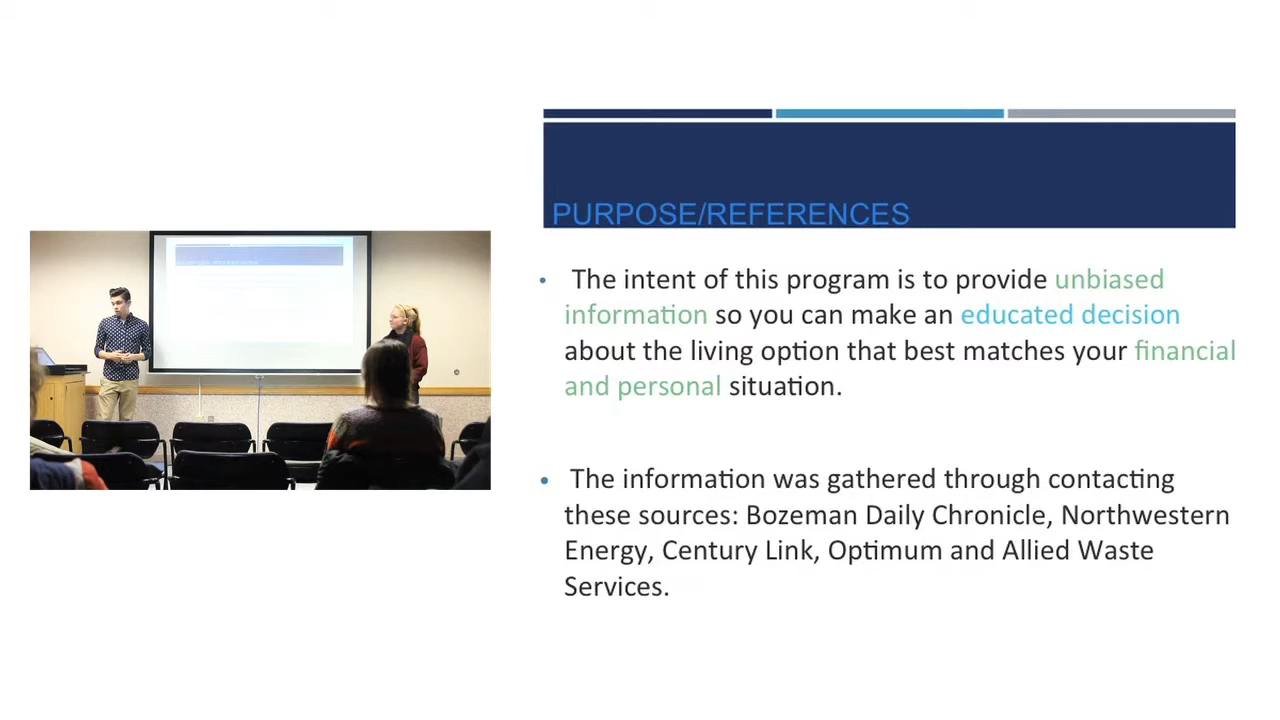 PURPOSE/REFERENCES
• The intent of this program is to provide unbiased
information so you can make an educated decision
about the living option that best matches your financial
and personal situation.
• The information was gathered through contacting
these sources: Bozeman Daily Chronicle, Northwestern
Energy, Century Link, Optimum and Allied Waste
Services.